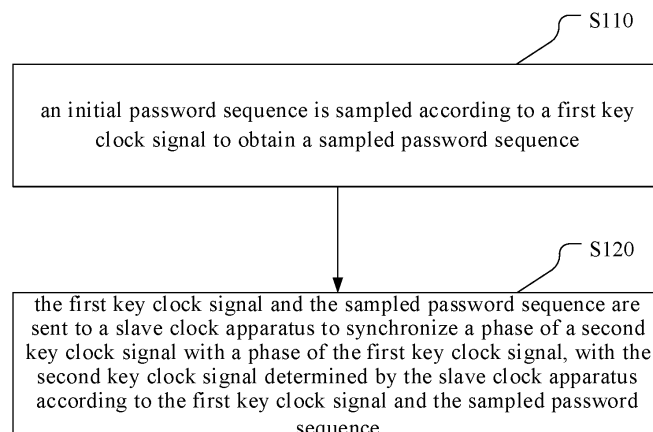 S110
an initial password sequence is sampled according to a first key
clock signal to obtain a sampled password sequence
S120
the first key clock signal and the sampled password sequence are
sent to a slave clock apparatus to synchronize a phase of a second
key clock signal with a phase of the first key clock signal, with the
second key clock signal determined by the slave clock apparatus
according to the first key clock signal and the sampled password
sequence